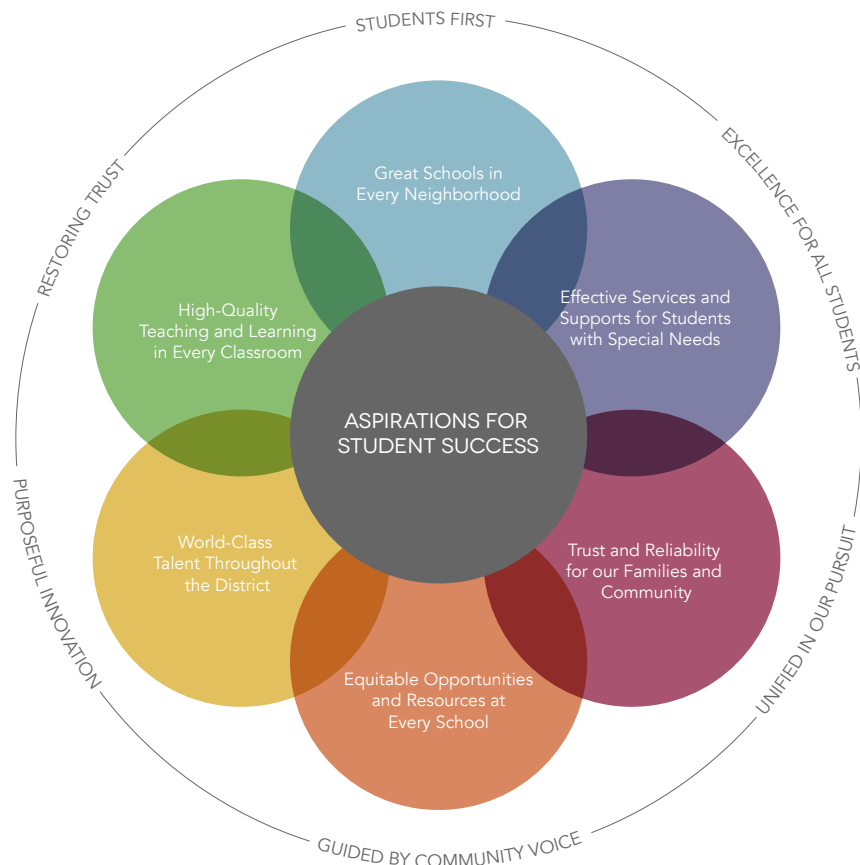 STUDENTS FIRST
EXCELLENCE FOR ALL STUDENTS
UNIFIED IN OUR PURSUIT
GUIDED BY COMMUNITY VOICE
PURPOSEFUL INNOVATION
RESTORING TRUST
Great Schools in
Every Neighborhood
Effective Services and
Supports for Students
with Special Needs
Trust and Reliability
for our Families and
Community
Equitable Opportunities
and Resources at
Every School
World-Class
Talent Throughout
the District
High-Quality
Teaching and Learning
in Every Classroom
ASPIRATIONS FOR
STUDENT SUCCESS